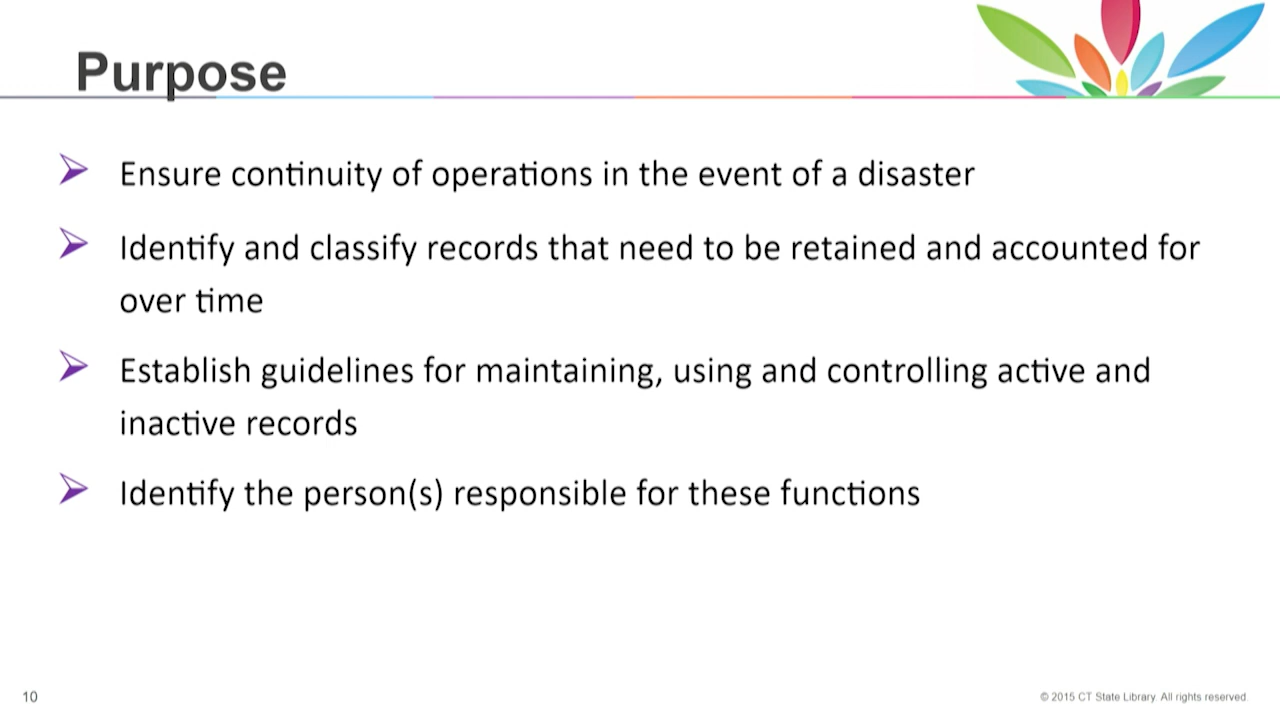 Purpose
Ensure continuity of operations in the event of a disaster
Identify and classify records that need to be retained and accounted for
over time
Establish guidelines for maintaining, using and controlling active and
inactive records
Identify the person(s) responsible for these functions
10
© 2015 CT State Library. All rights reserved.